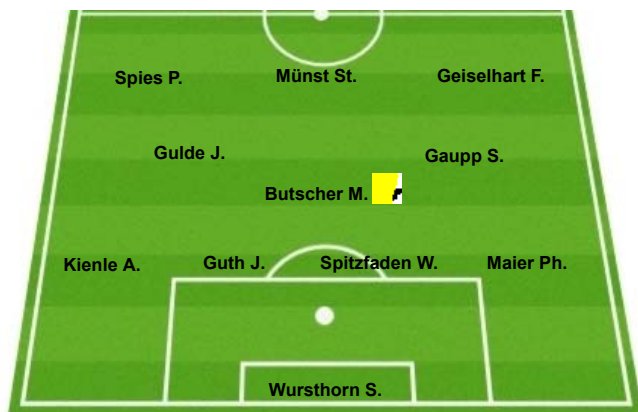 Spies P. Münst St. Geiselhart F.
Gulde J. Gaupp S.
Butscher M.
Kienle A. Guth J. Spitzfaden W. Maier Ph.
Wursthorn S.